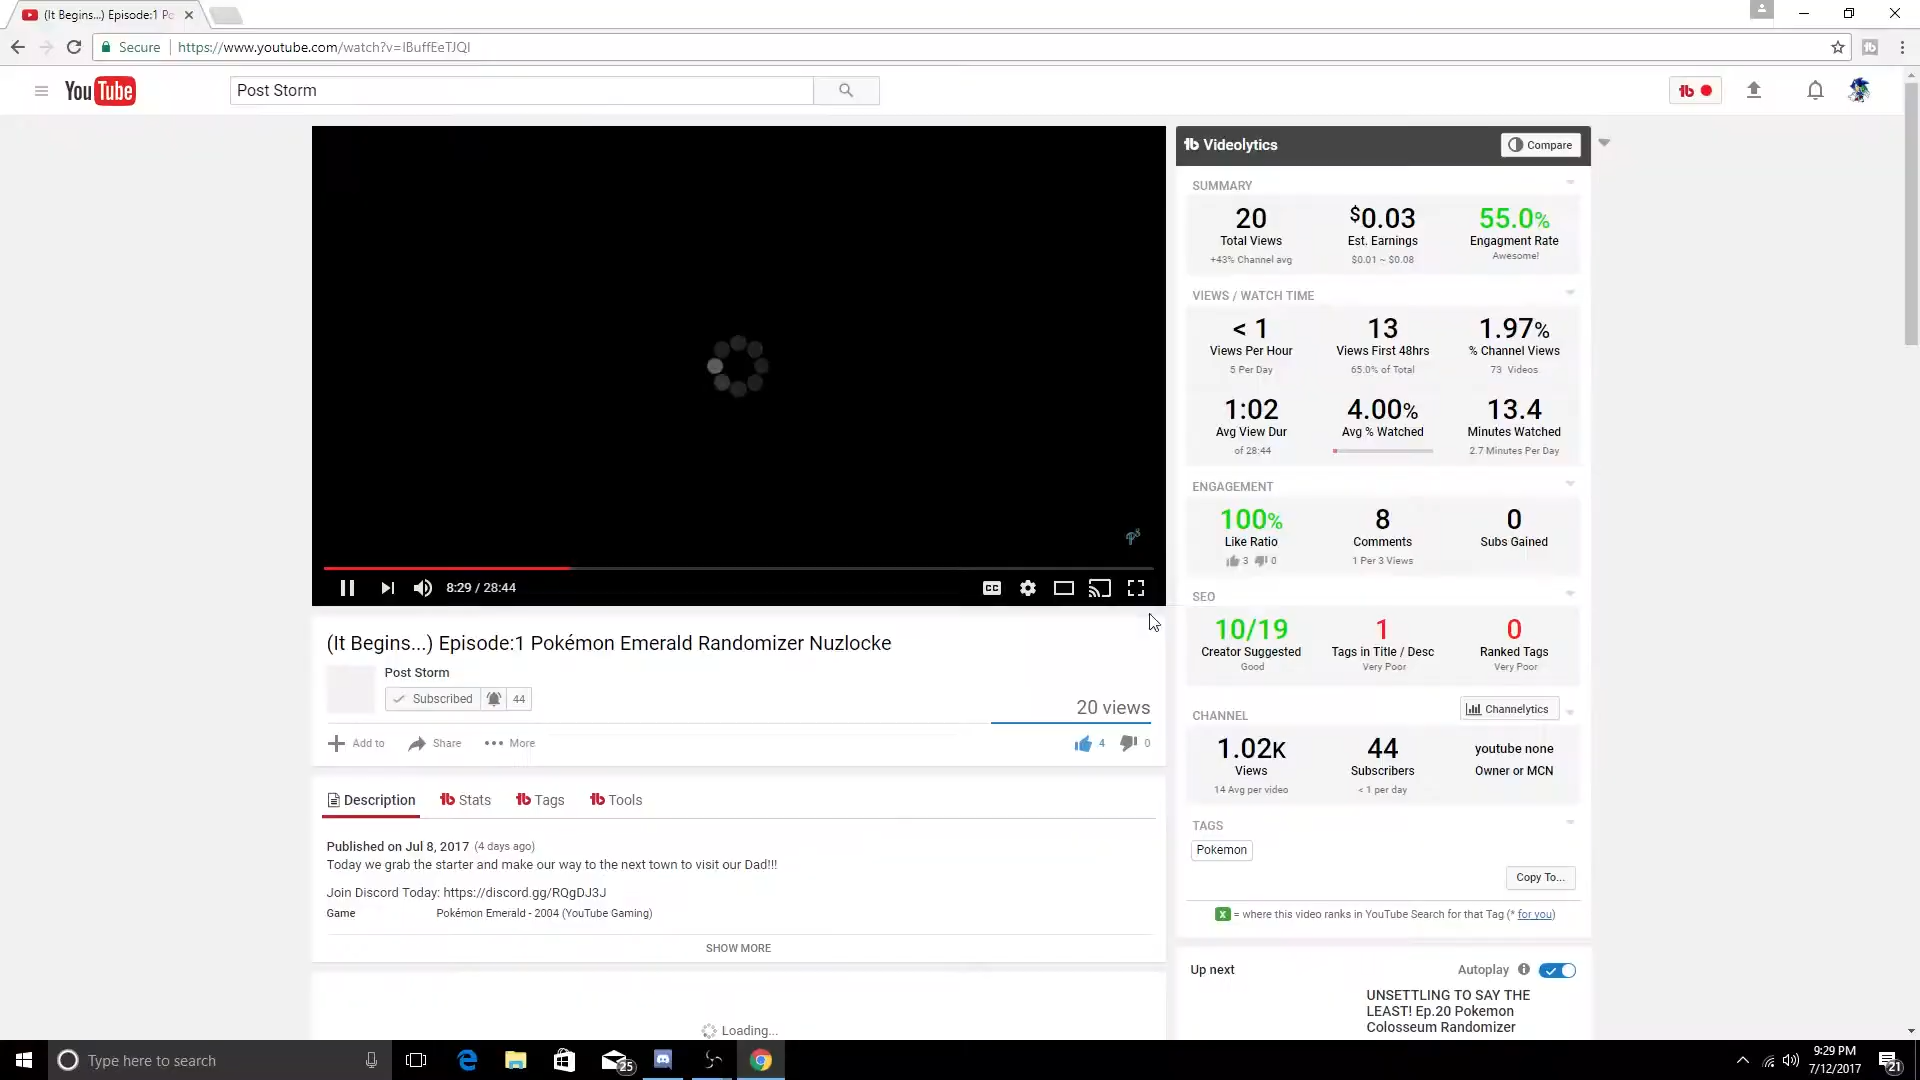 (It Begins...) Episode:1 Po
Secure
https://www.youtube.com/watch?v=IBuffEeTJQI
YouTube
Post Storm
Videolytics
Compare
SUMMARY
20
$0.03
55.0%
Total Views
Est. Earnings
Engagment Rate
+43% Channel avg
$0.01 ~ $0.08
Awesome!
VIEWS / WATCH TIME
< 1
13
1.97%
Views Per Hour
Views First 48hrs
% Channel Views
5 Per Day
65.0% of Total
73 Videos
1:02
4.00%
13.4
Avg View Dur
Avg % Watched
Minutes Watched
of 28:44
2.7 Minutes Per Day
ENGAGEMENT
100%
8
0
Like Ratio
Comments
Subs Gained
3
0
1 Per 3 Views
SEO
10/19
1
0
Creator Suggested
Tags in Title / Desc
Ranked Tags
Good
Very Poor
Very Poor
CHANNEL
Channelytics
1.02K
44
youtube none
Views
Subscribers
Owner or MCN
14 Avg per video
< 1 per day
TAGS
Pokemon
Copy To...
X = where this video ranks in YouTube Search for that Tag (* for you)
8:29 / 28:44
CC
(It Begins...) Episode:1 Pokémon Emerald Randomizer Nuzlocke
Post Storm
Subscribed
44
20 views
Add to
Share
More
4
0
Description
Stats
Tags
Tools
Published on Jul 8, 2017 (4 days ago)
Today we grab the starter and make our way to the next town to visit our Dad!!!
Join Discord Today: https://discord.gg/RQgDJ3J
Game
Pokémon Emerald - 2004 (YouTube Gaming)
SHOW MORE
Loading...
Up next
Autoplay
UNSETTLING TO SAY THE
LEAST! Ep.20 Pokemon
Colosseum Randomizer
Type here to search
25
9:29 PM
7/12/2017
21